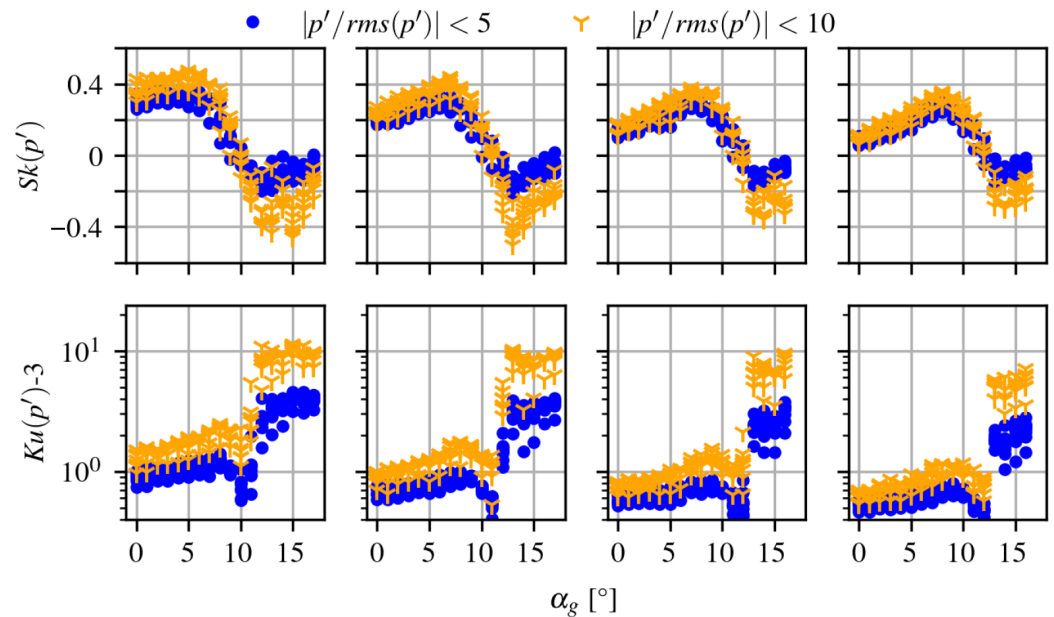 |p′/rms(p′)| < 5 |p′/rms(p′)| < 10
Sk(p′)
0.4
0
−0.4
Ku(p′)-3
10¹
10⁰
0 5 10 15 0 5 10 15 0 5 10 15 0 5 10 15
α_g [°]